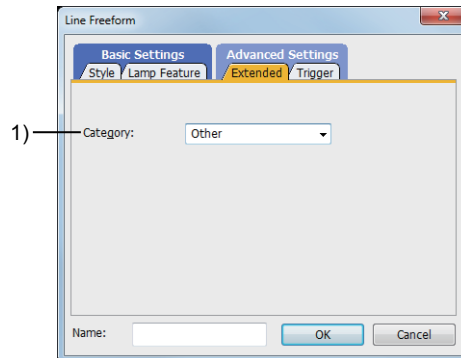 Line Freeform
Basic Settings Advanced Settings
Style Lamp Feature Extended Trigger
1) Category: Other
Name: OK Cancel